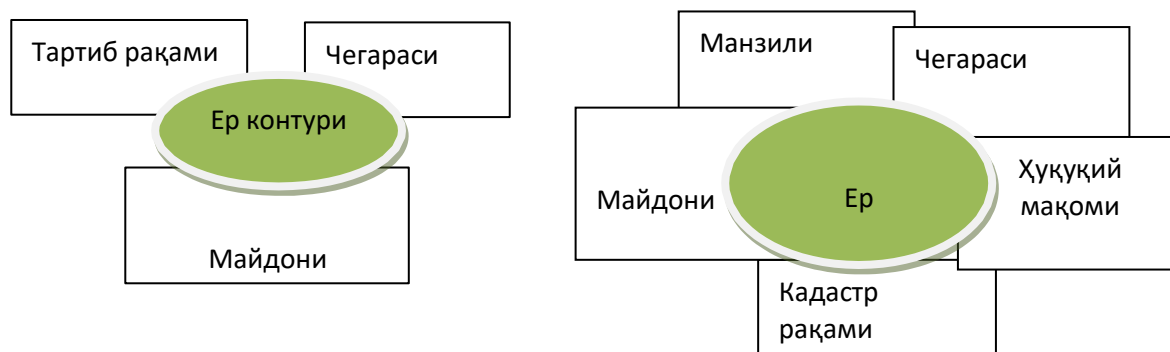 Тартиб рақами
Чегараси
Ер контури
Майдони
Манзили
Чегараси
Майдони
Ер
Ҳуқуқий
мақоми
Кадастр
рақами